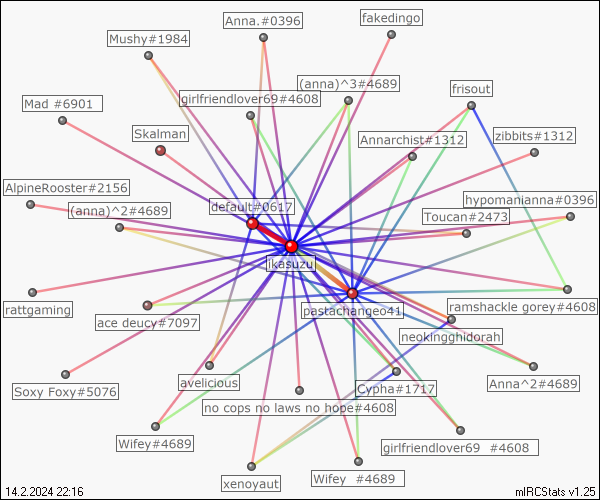 Anna.#0396
fakedingo
Mushy#1984
(anna)^3#4689
frisout
girlfriendlover69#4608
Mad #6901
Skalman
Annarchist#1312
zibbits#1312
AlpineRooster#2156
default#0617
hypomanianna#0396
(anna)^2#4689
Toucan#2473
ikasuzu
rattgaming
pastachangeo41
ramshackle gorey#4608
ace deucy#7097
neokingghidorah
avelicious
Cypha#1717
Anna^2#4689
Soxy Foxy#5076
no cops no laws no hope#4608
Wifey#4689
girlfriendlover69 #4608
xenoyaut
Wifey #4689
14.2.2024 22:16
mIRCStats v1.25